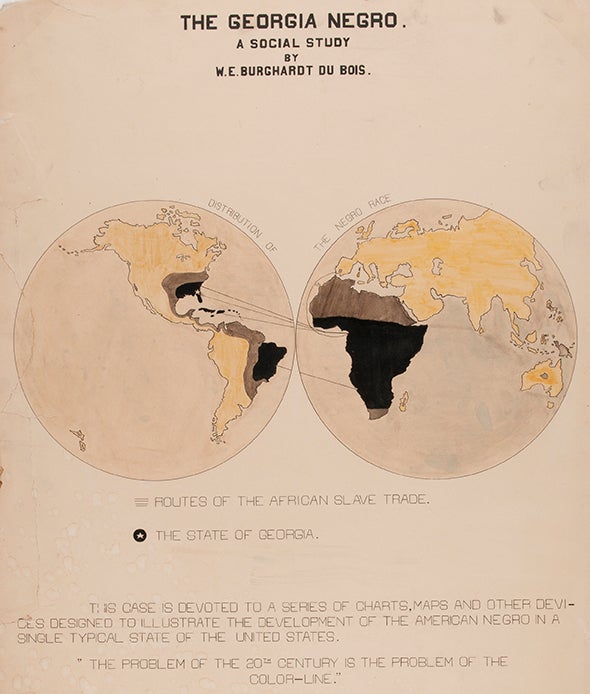 THE GEORGIA NEGRO.
A SOCIAL STUDY
BY
W.E.BURGHARDT DU BOIS.
DISTRIBUTION OF THE NEGRO RACE
ROUTES OF THE AFRICAN SLAVE TRADE.
THE STATE OF GEORGIA.
THIS CASE IS DEVOTED TO A SERIES OF CHARTS, MAPS AND OTHER DEVI-
CES DESIGNED TO ILLUSTRATE THE DEVELOPMENT OF THE AMERICAN NEGRO IN A
SINGLE TYPICAL STATE OF THE UNITED STATES.
" THE PROBLEM OF THE 20TH CENTURY IS THE PROBLEM OF THE
COLOR-LINE."